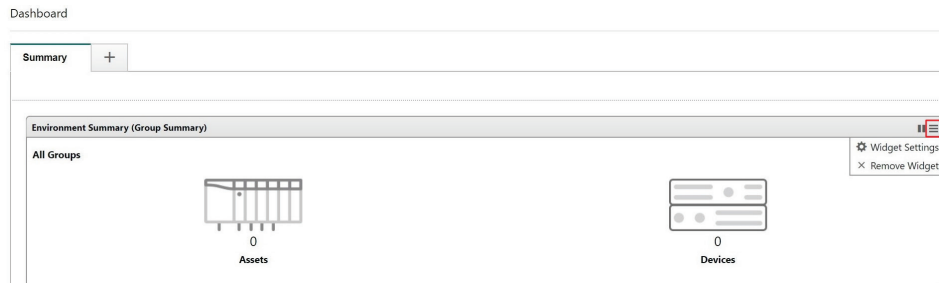 Dashboard
Summary +
Environment Summary (Group Summary)
Widget Settings
All Groups
× Remove Widget
0 0
Assets Devices